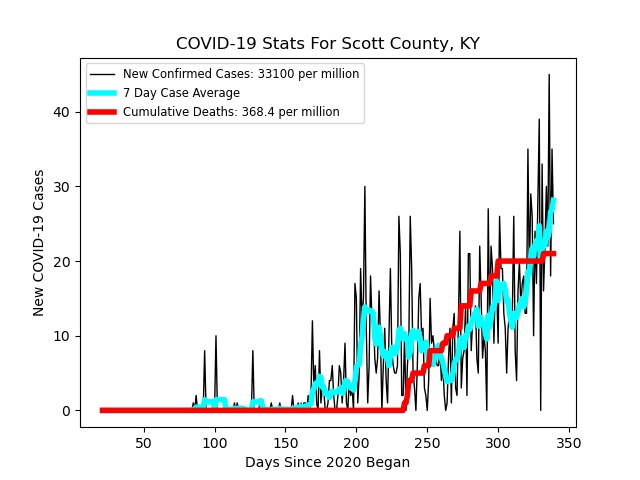 COVID-19 Stats For Scott County, KY
New Confirmed Cases: 33100 per million
7 Day Case Average
Cumulative Deaths: 368.4 per million
New COVID-19 Cases
40
30
20
10
0
50 100 150 200 250 300 350
Days Since 2020 Began